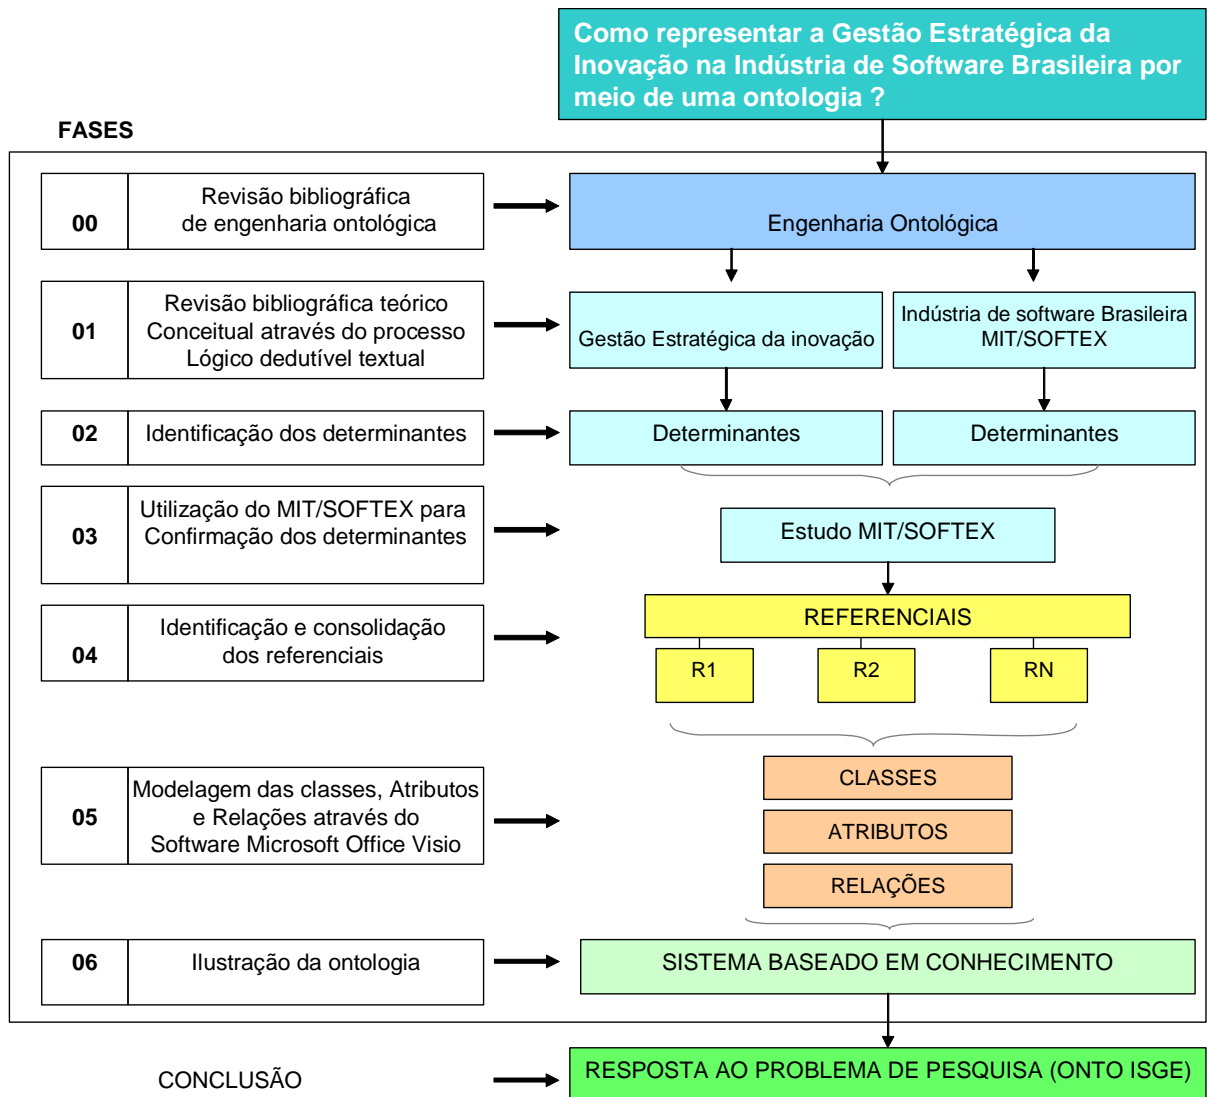 Como representar a Gestão Estratégica da
Inovação na Indústria de Software Brasileira por
meio de uma ontologia ?
FASES
00
Revisão bibliográfica
de engenharia ontológica
Engenharia Ontológica
01
Revisão bibliográfica teórico
Conceitual através do processo
Lógico dedutível textual
Gestão Estratégica da inovação
Indústria de software Brasileira
MIT/SOFTEX
02
Identificação dos determinantes
Determinantes
Determinantes
03
Utilização do MIT/SOFTEX para
Confirmação dos determinantes
Estudo MIT/SOFTEX
04
Identificação e consolidação
dos referenciais
REFERENCIAIS
R1
R2
RN
05
Modelagem das classes, Atributos
e Relações através do
Software Microsoft Office Visio
CLASSES
ATRIBUTOS
RELAÇÕES
06
Ilustração da ontologia
SISTEMA BASEADO EM CONHECIMENTO
CONCLUSÃO
RESPOSTA AO PROBLEMA DE PESQUISA (ONTO ISGE)